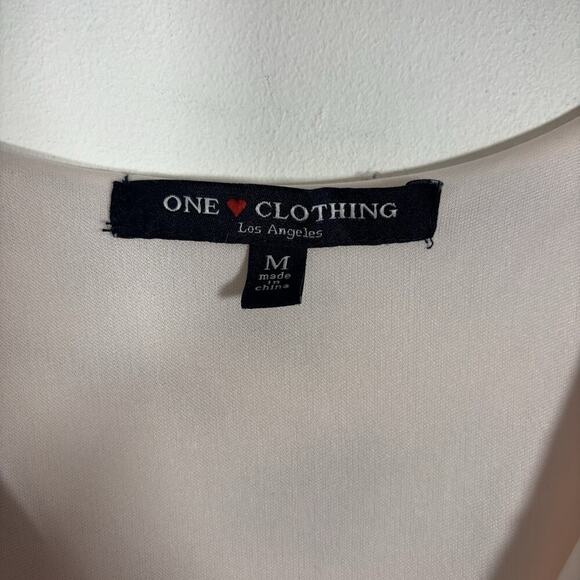 ONE ♥ CLOTHING
Los Angeles
M
made
in
china